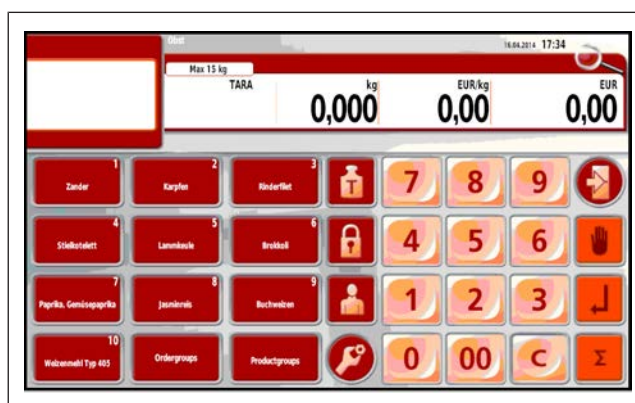 Obst
16.04.2014 17:34
Max 15 kg
TARA kg EUR/kg EUR
0,000 0,00 0,00
1 2 3
Zander Karpfen Rinderfilet T 7 8 9
4 5 6
Stielkotelett Lammkeule Brokkoli 4 5 6
7 8 9
Paprika, Gemüsepaprika Jasminreis Buchweizen 1 2 3
10
Weizenmehl Typ 405 Ordergroups Productgroups 0 00 C Σ